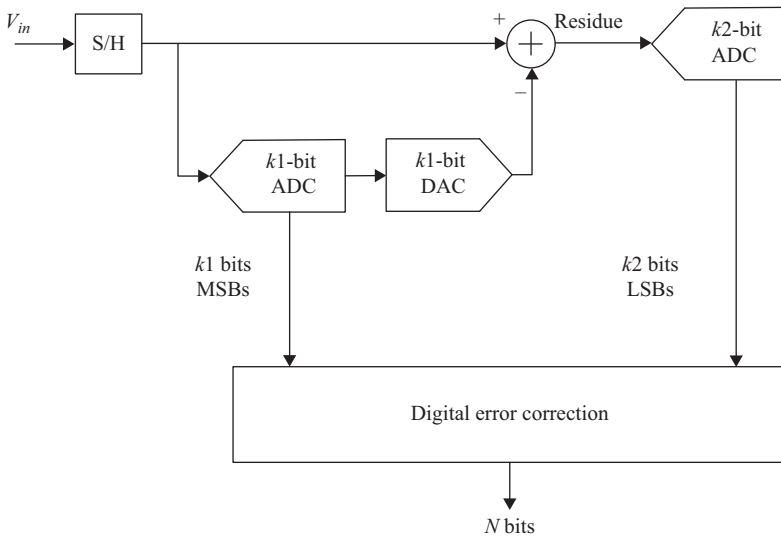 V_in
S/H
+
+
−
Residue
k2-bit
ADC
k1-bit
ADC
k1-bit
DAC
k1 bits
MSBs
k2 bits
LSBs
Digital error correction
N bits